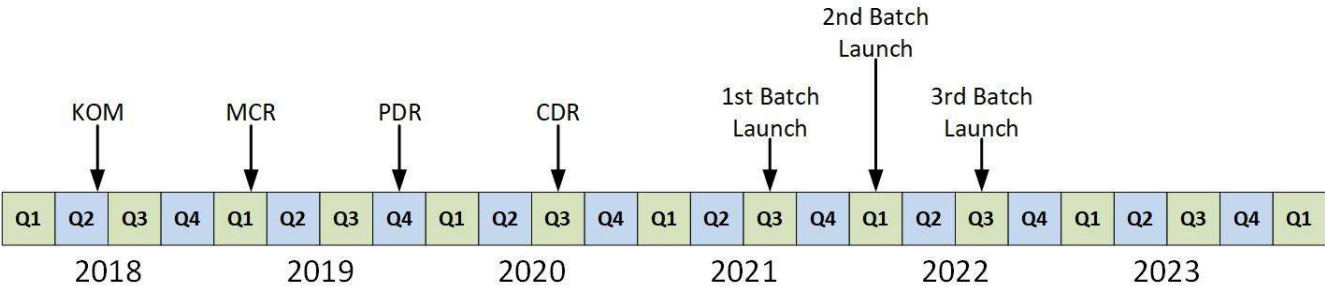 2nd Batch
Launch
KOM
MCR
PDR
CDR
1st Batch
Launch
3rd Batch
Launch
Q1 Q2 Q3 Q4 Q1 Q2 Q3 Q4 Q1 Q2 Q3 Q4 Q1 Q2 Q3 Q4 Q1 Q2 Q3 Q4 Q1 Q2 Q3 Q4 Q1
2018 2019 2020 2021 2022 2023